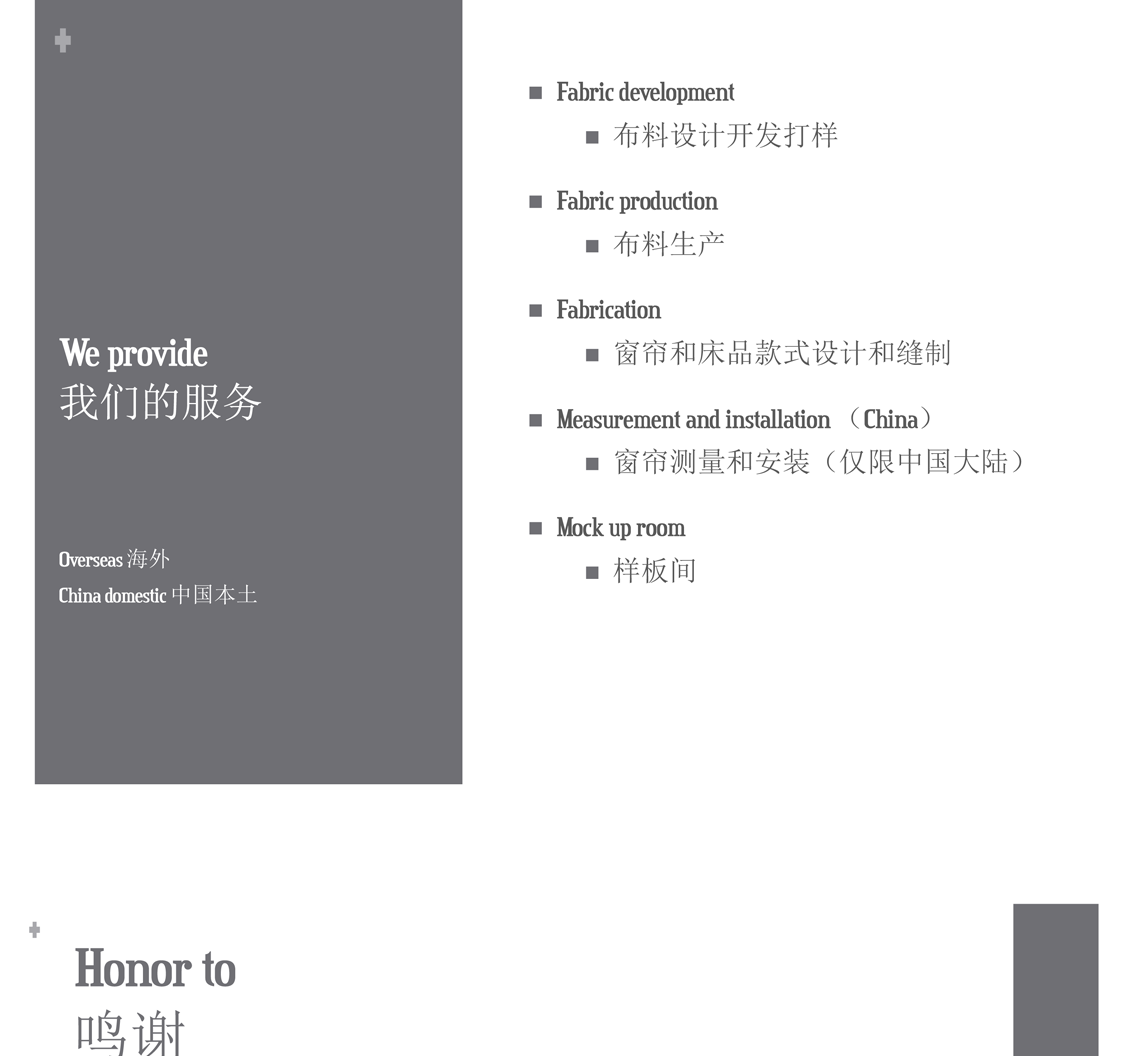 We provide
我们的服务
Overseas 海外
China domestic 中国本土
Fabric development
布料设计开发打样
Fabric production
布料生产
Fabrication
窗帘和床品款式设计和缝制
Measurement and installation （China）
窗帘测量和安装（仅限中国大陆）
Mock up room
样板间
Honor to
鸣谢